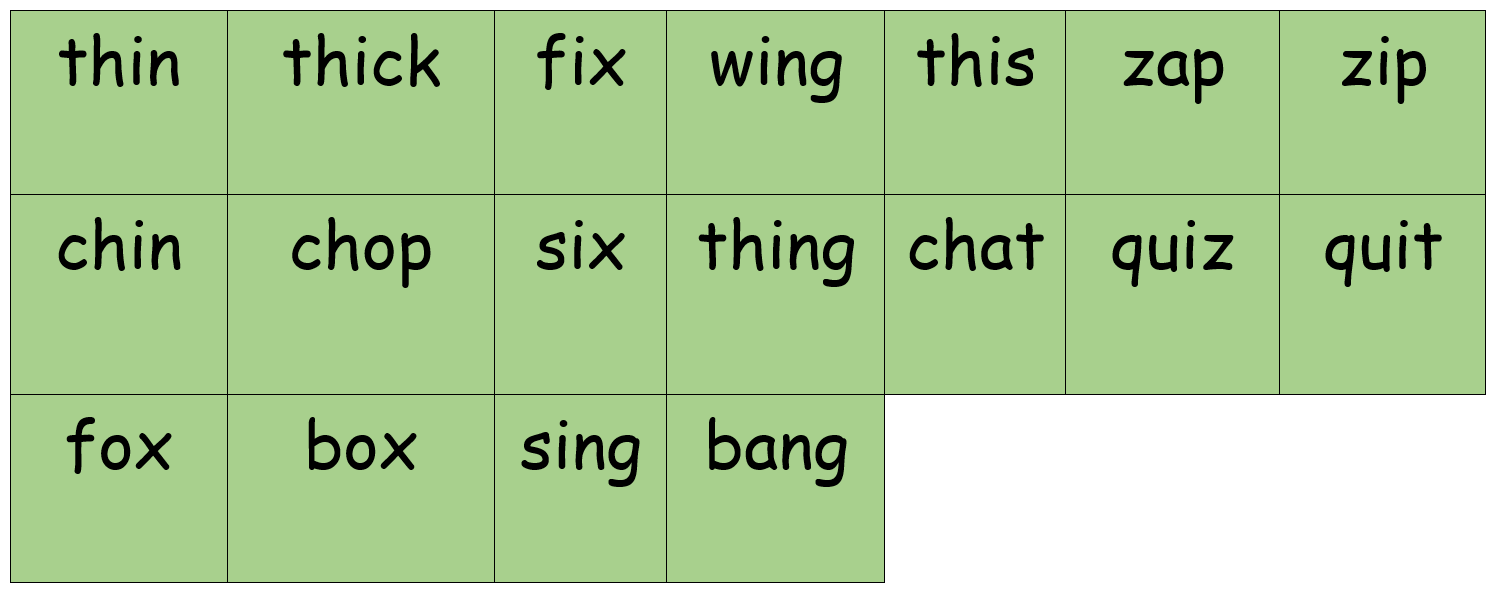 thin thick fix wing this zap zip
chin chop six thing chat quiz quit
fox box sing bang